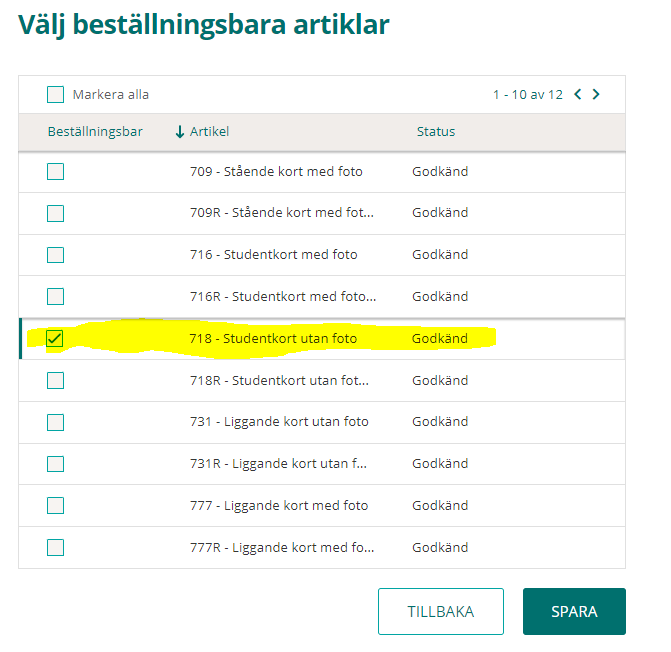 Välj beställningsbara artiklar
Markera alla
1 - 10 av 12
Beställningsbar Artikel Status
709 - Stående kort med foto Godkänd
709R - Stående kort med fot... Godkänd
716 - Studentkort med foto Godkänd
716R - Studentkort med foto... Godkänd
718 - Studentkort utan foto Godkänd
718R - Studentkort utan fot... Godkänd
731 - Liggande kort utan foto Godkänd
731R - Liggande kort utan f... Godkänd
777 - Liggande kort med foto Godkänd
777R - Liggande kort med fo... Godkänd
TILLBAKA SPARA